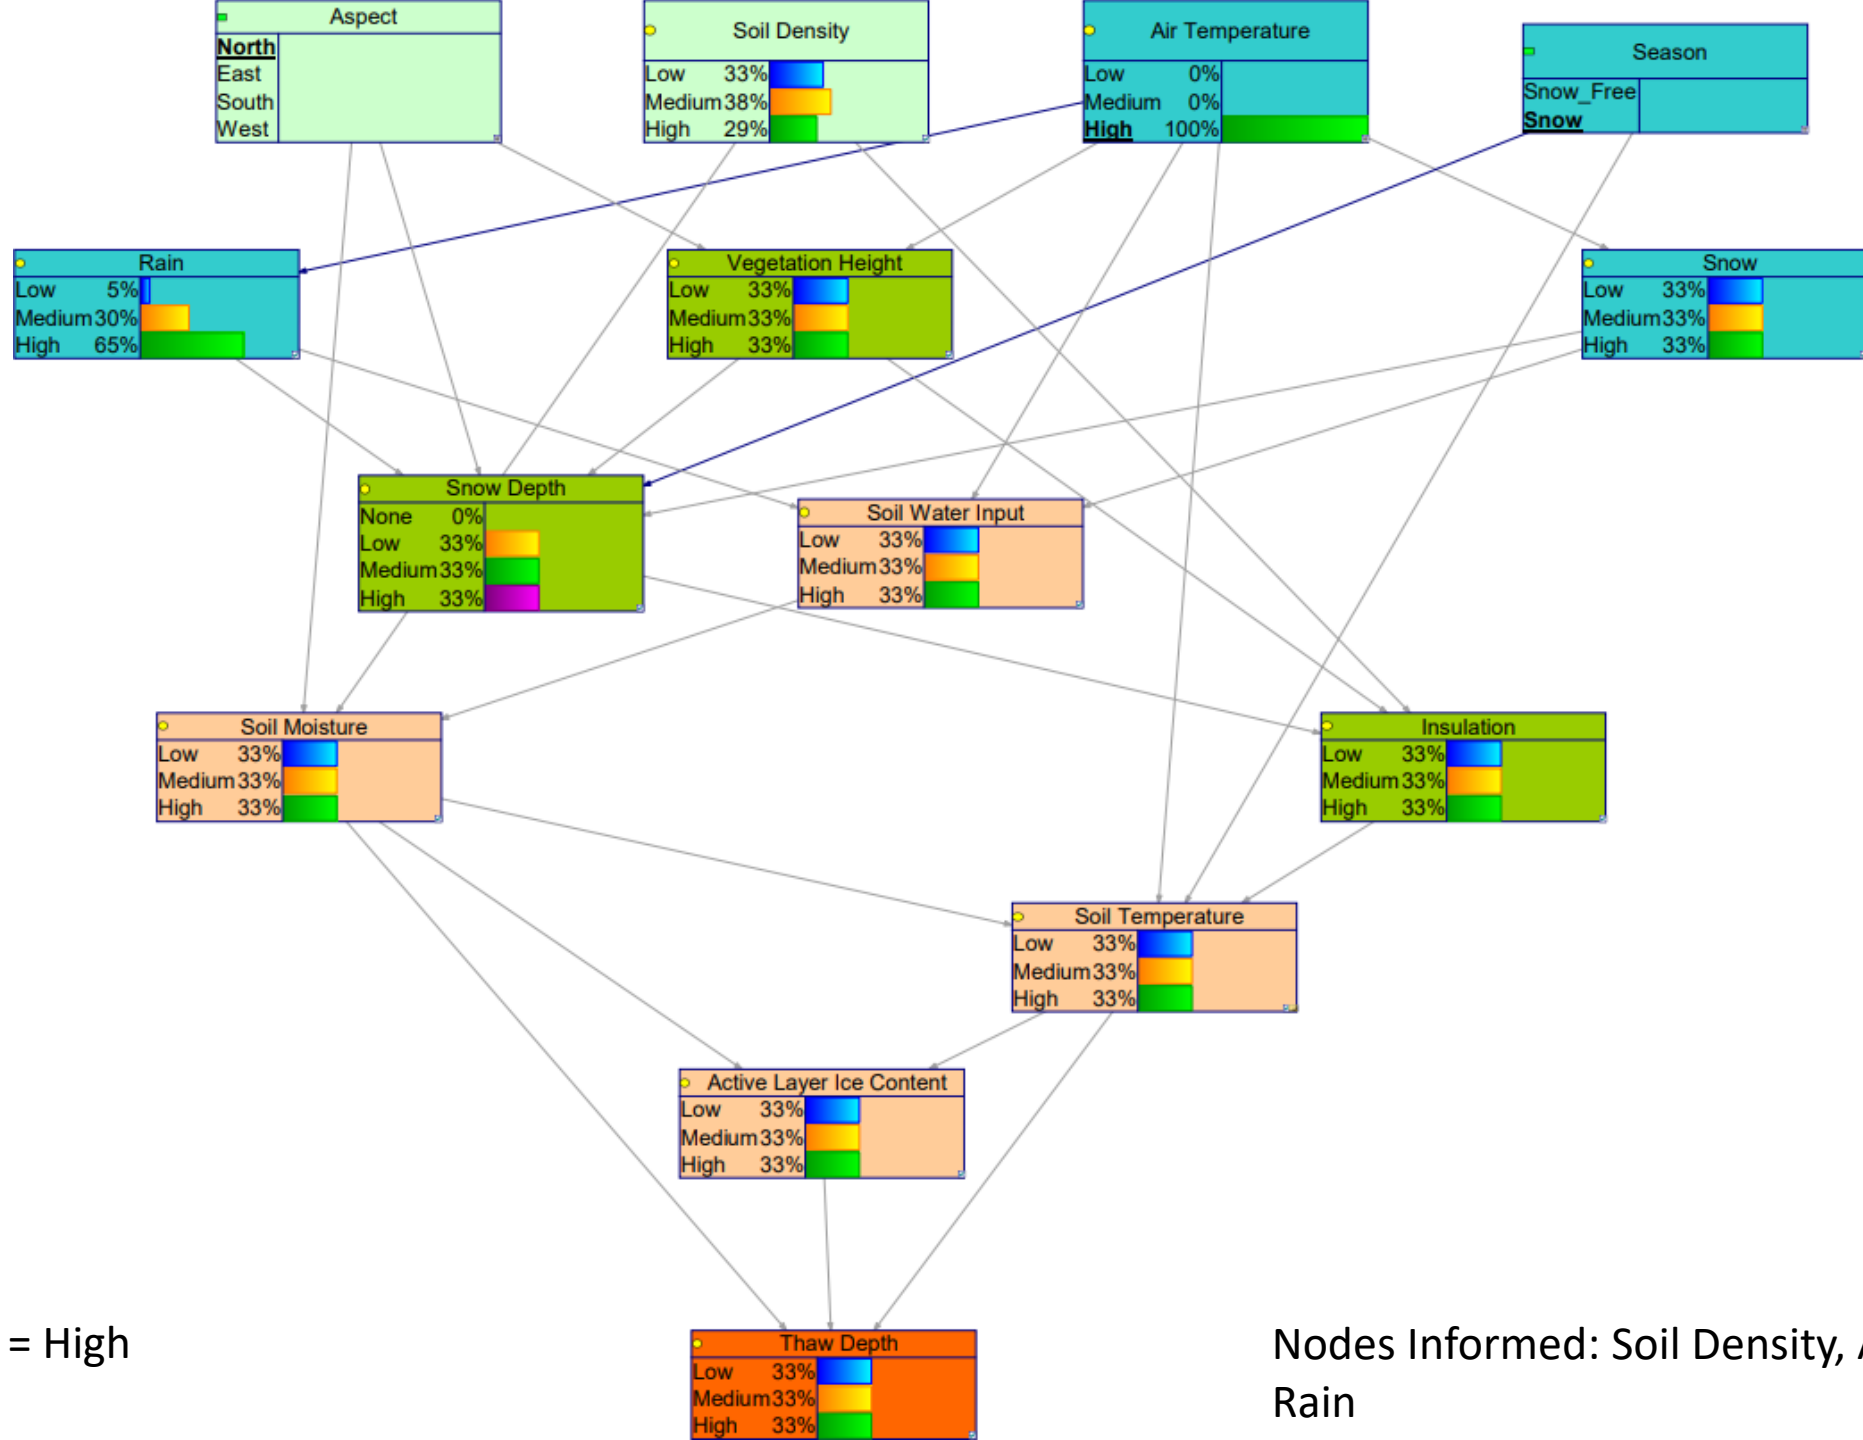 Aspect
North
East
South
West
Soil Density
Low 33%
Medium 38%
High 29%
Air Temperature
Low 0%
Medium 0%
High 100%
Season
Snow_Free
Snow
Rain
Low 5%
Medium 30%
High 65%
Vegetation Height
Low 33%
Medium 33%
High 33%
Snow
Low 33%
Medium 33%
High 33%
Snow Depth
None 0%
Low 33%
Medium 33%
High 33%
Soil Water Input
Low 33%
Medium 33%
High 33%
Soil Moisture
Low 33%
Medium 33%
High 33%
Insulation
Low 33%
Medium 33%
High 33%
Soil Temperature
Low 33%
Medium 33%
High 33%
Active Layer Ice Content
Low 33%
Medium 33%
High 33%
Thaw Depth
Low 33%
Medium 33%
High 33%
= High
Nodes Informed: Soil Density,
Rain